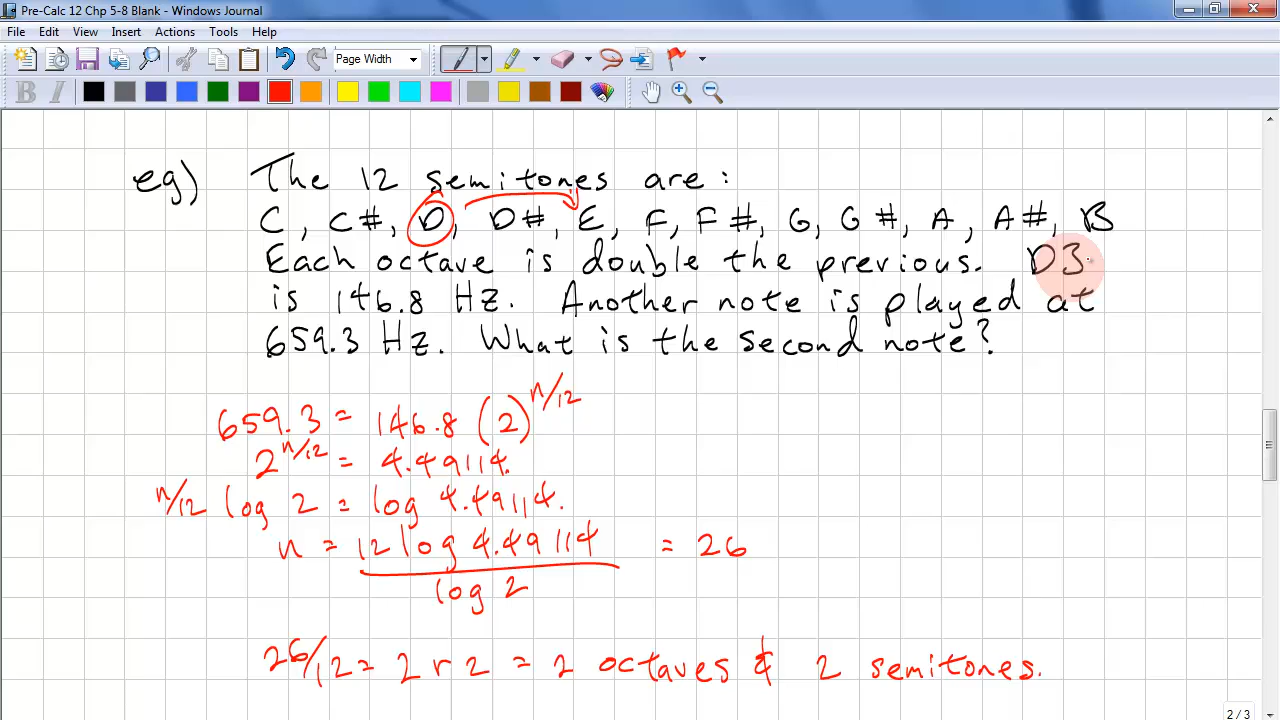 Pre-Calc 12 Chp 5-8 Blank - Windows Journal
File Edit View Insert Actions Tools Help
Page Width
B I
eg) The 12 semitones are :
C, C#, D, D#, E, F, F#, G, G#, A, A#, B
Each octave is double the previous. D3
is 146.8 HZ. Another note is played at
659.3 HZ. What is the second note?
659.3 = 146.8 (2)^n/12
2^n/12 = 4.49114.
n/12 log 2 = log 4.49114.
n = 12 log 4.49114 = 26
log 2
26/12 = 2 r 2 = 2 octaves & 2 semitones.
2/3